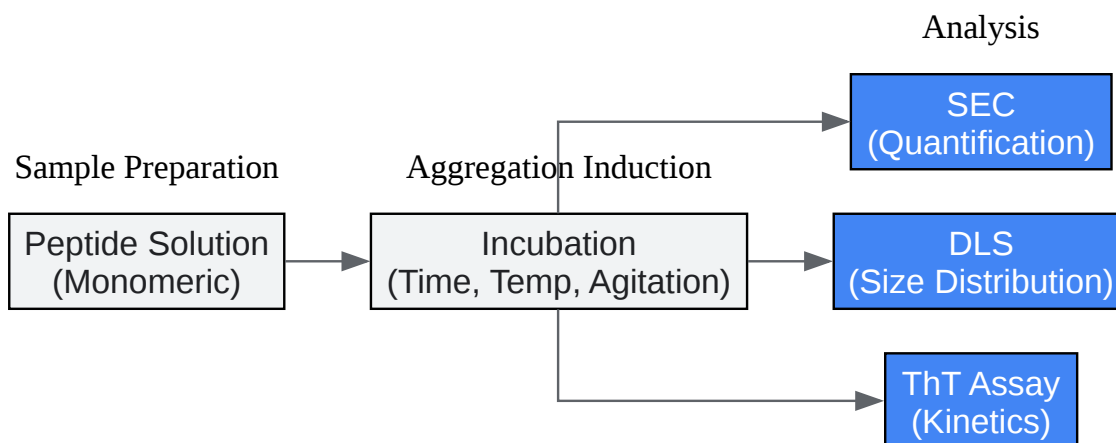 Analysis
SEC
(Quantification)
Sample Preparation
Aggregation Induction
Peptide Solution
(Monomeric)
Incubation
(Time, Temp, Agitation)
DLS
(Size Distribution)
ThT Assay
(Kinetics)